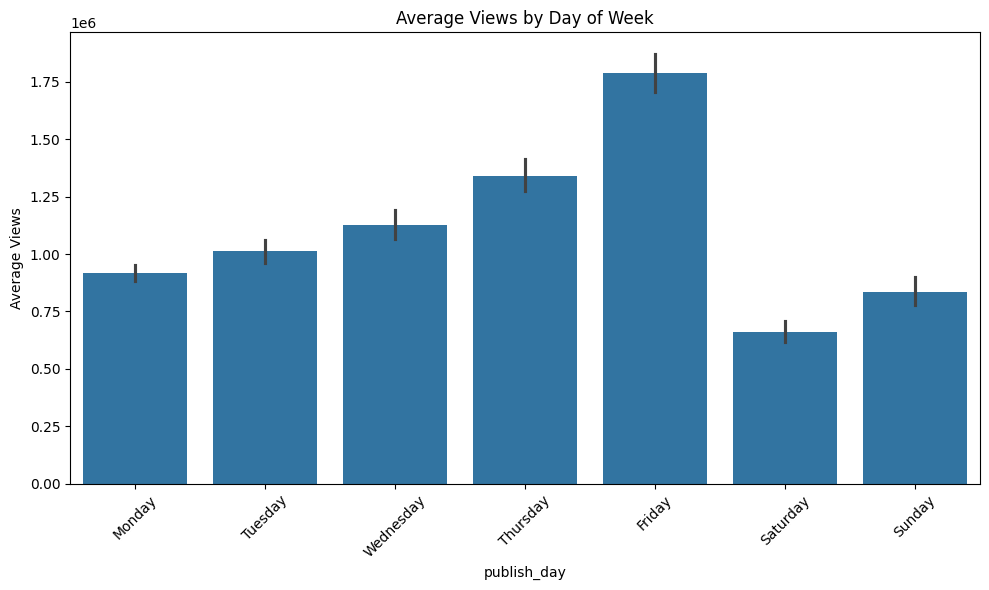 Average Views by Day of Week
1e6
Average Views
1.75
1.50
1.25
1.00
0.75
0.50
0.25
0.00
Monday
Tuesday
Wednesday
Thursday
Friday
Saturday
Sunday
publish_day